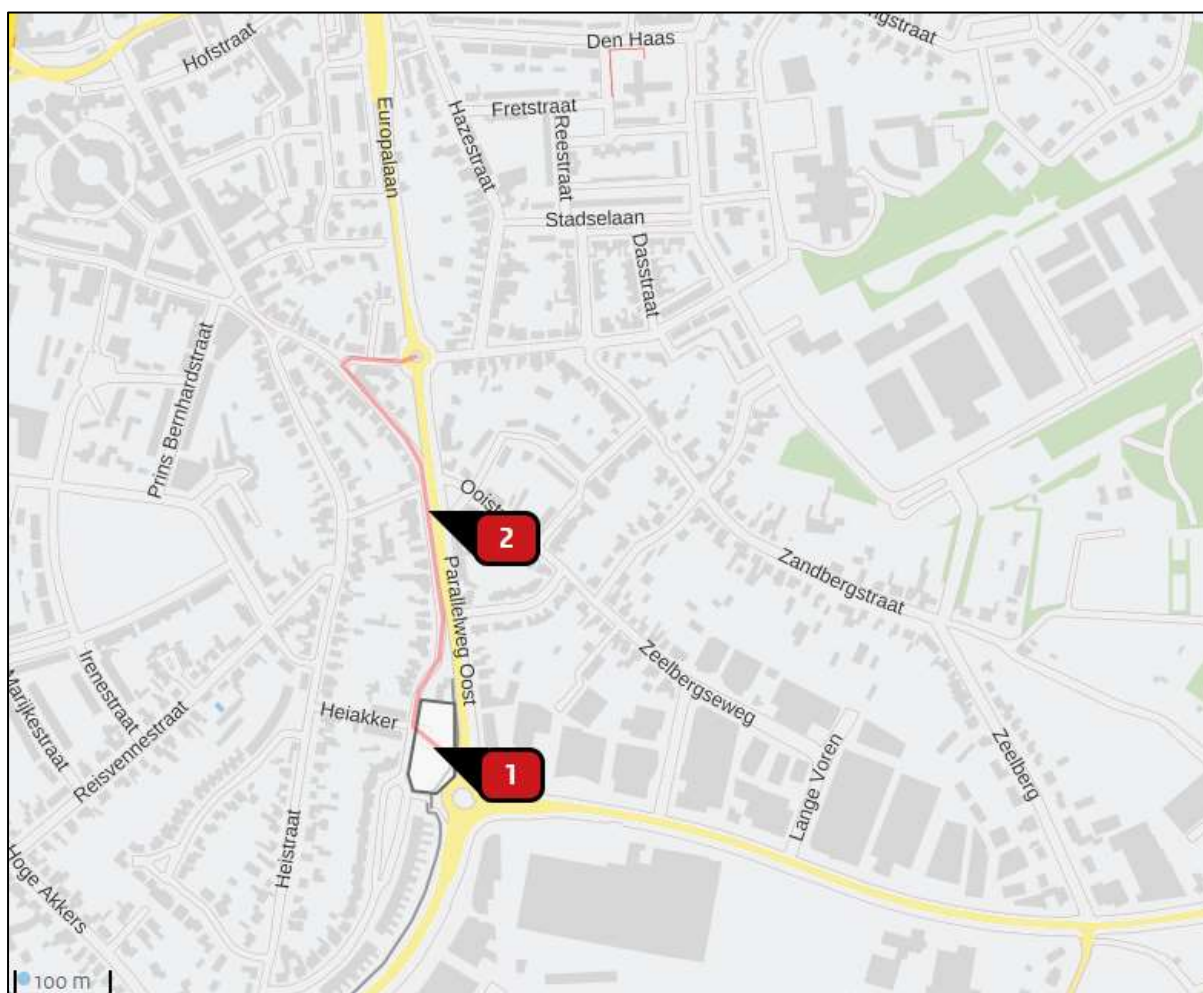 Den Haas
Hofstraat
Fretstraat
Europalaan
Hazestraat
Reestraat
Stadselaan
Dasstraat
Prins Bernhardstraat
2
Zandbergstraat
Parallelweg Oost
Zeelbergseweg
Irenestraat
Marijkestraat
Heiakker
Reisvennestraat
1
Lange Voren
Zeelberg
Heistraat
Hoge Akkers
100 m